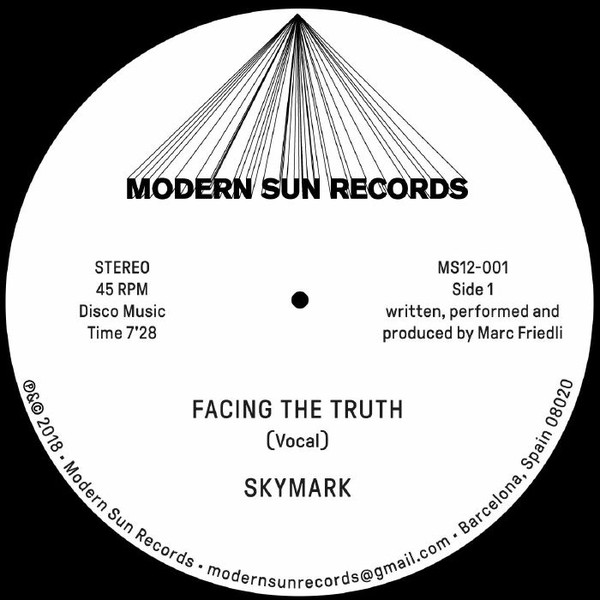 MODERN SUN RECORDS
STEREO
45 RPM
Disco Music
Time 7'28
MS12-001
Side 1
written, performed and
produced by Marc Friedli
FACING THE TRUTH
(Vocal)
SKYMARK
℗&© 2018 • Modern Sun Records • modernsunrecords@gmail.com • Barcelona, Spain 08020